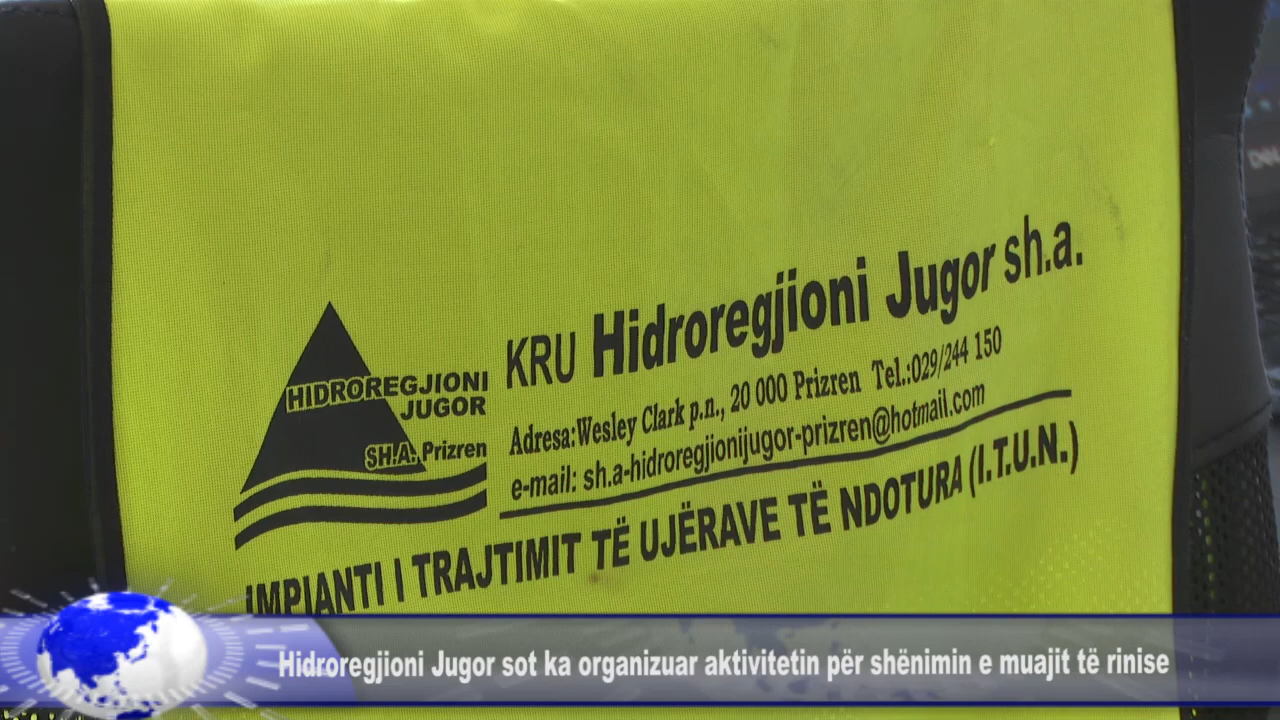 HIDROREGJIONI
JUGOR
SH.A. Prizren
KRU Hidroregjioni Jugor sh.a.
Adresa:Wesley Clark p.n., 20 000 Prizren Tel.:029/244 150
e-mail: sh.a-hidroregjionijugor-prizren@hotmail.com
IMPIANTI I TRAJTIMIT TË UJËRAVE TË NDOTURA (I.T.U.N.)
Hidroregjioni Jugor sot ka organizuar aktivitetin për shënimin e muajit të rinise